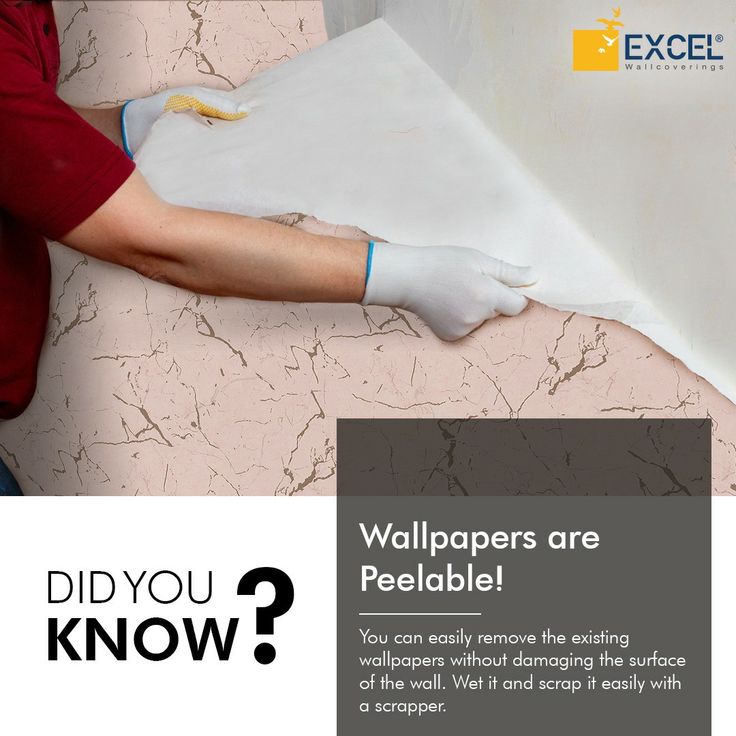 EXCEL®
Wallcoverings
Wallpapers are
Peelable!
DID YOU
KNOW?
You can easily remove the existing
wallpapers without damaging the surface
of the wall. Wet it and scrap it easily with
a scrapper.